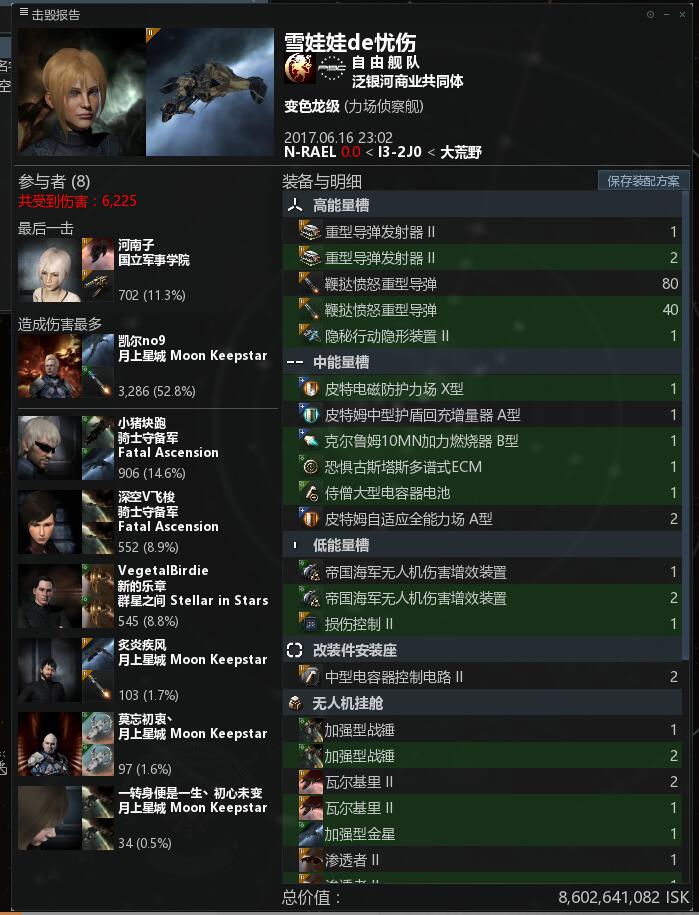 击毁报告
雪娃娃de忧伤
自由舰队
泛银河商业共同体
变色龙级 (力场侦察舰)
2017.06.16 23:02
N-RAEL 0.0 < I3-2J0 < 大荒野
参与者 (8)
共受到伤害：6,225
最后一击
河南子
国立军事学院
702 (11.3%)
造成伤害最多
凯尔no9
月上星城 Moon Keepstar
3,286 (52.8%)
小猪块跑
骑士守备军
Fatal Ascension
906 (14.6%)
深空V飞梭
骑士守备军
Fatal Ascension
552 (8.9%)
VegetalBirdie
新的乐章
群星之间 Stellar in Stars
545 (8.8%)
炙炎疾风
月上星城 Moon Keepstar
103 (1.7%)
莫忘初衷、
月上星城 Moon Keepstar
97 (1.6%)
一转身便是一生、初心未变
月上星城 Moon Keepstar
34 (0.5%)
装备与明细
保存装配方案
高能量槽
重型导弹发射器 II 1
重型导弹发射器 II 2
鞭挞愤怒重型导弹 80
鞭挞愤怒重型导弹 40
隐秘行动隐形装置 II 1
中能量槽
皮特电磁防护力场 X型 1
皮特姆中型护盾回充增量器 A型 1
克尔鲁姆10MN加力燃烧器 B型 1
恐惧古斯塔斯多谱式ECM 1
侍僧大型电容器电池 1
皮特姆自适应全能力场 A型 2
低能量槽
帝国海军无人机伤害增效装置 1
帝国海军无人机伤害增效装置 2
损伤控制 II 1
改装件安装座
中型电容器控制电路 II 2
无人机挂舱
加强型战锤 1
加强型战锤 2
瓦尔基里 II 2
瓦尔基里 II 1
加强型金星 1
渗透者 II 1
总价值： 8,602,641,082 ISK